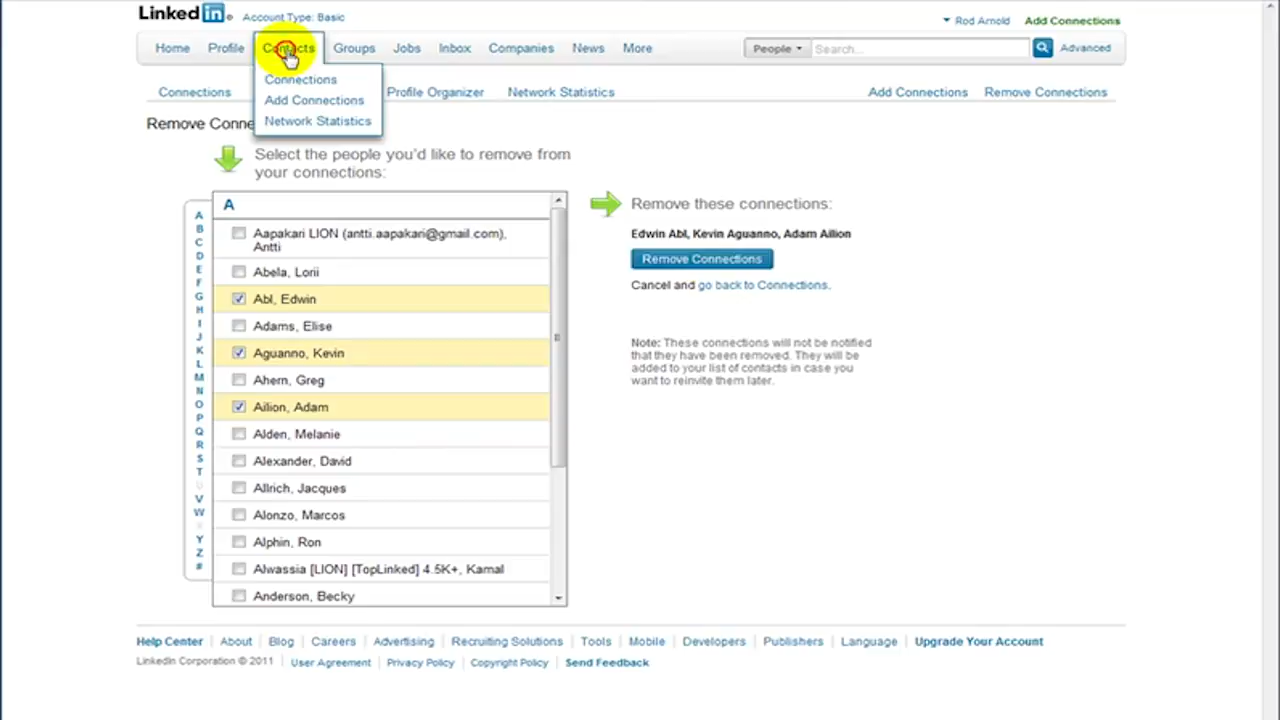 Linked in Account Type: Basic
Rod Arnold Add Connections
Home Profile Contacts Groups Jobs Inbox Companies News More People Search... Advanced
Connections
Add Connections
Network Statistics
Connections Profile Organizer Network Statistics Add Connections Remove Connections
Remove Conne
Select the people you'd like to remove from
your connections:
A
B
C
D
E
F
G
H
I
J
K
L
M
N
O
P
Q
R
S
T
U
V
W
X
Y
Z
#
A
Aapakari LION (antti.aapakari@gmail.com),
Antti
Abela, Lorii
Abl, Edwin
Adams, Elise
Aguanno, Kevin
Ahern, Greg
Ailion, Adam
Alden, Melanie
Alexander, David
Allrich, Jacques
Alonzo, Marcos
Alphin, Ron
Alwassia [LION] [TopLinked] 4.5K+, Kamal
Anderson, Becky
Remove these connections:
Edwin Abl, Kevin Aguanno, Adam Ailion
Remove Connections
Cancel and go back to Connections.
Note: These connections will not be notified
that they have been removed. They will be
added to your list of contacts in case you
want to reinvite them later.
Help Center About Blog Careers Advertising Recruiting Solutions Tools Mobile Developers Publishers Language Upgrade Your Account
LinkedIn Corporation © 2011 User Agreement Privacy Policy Copyright Policy Send Feedback